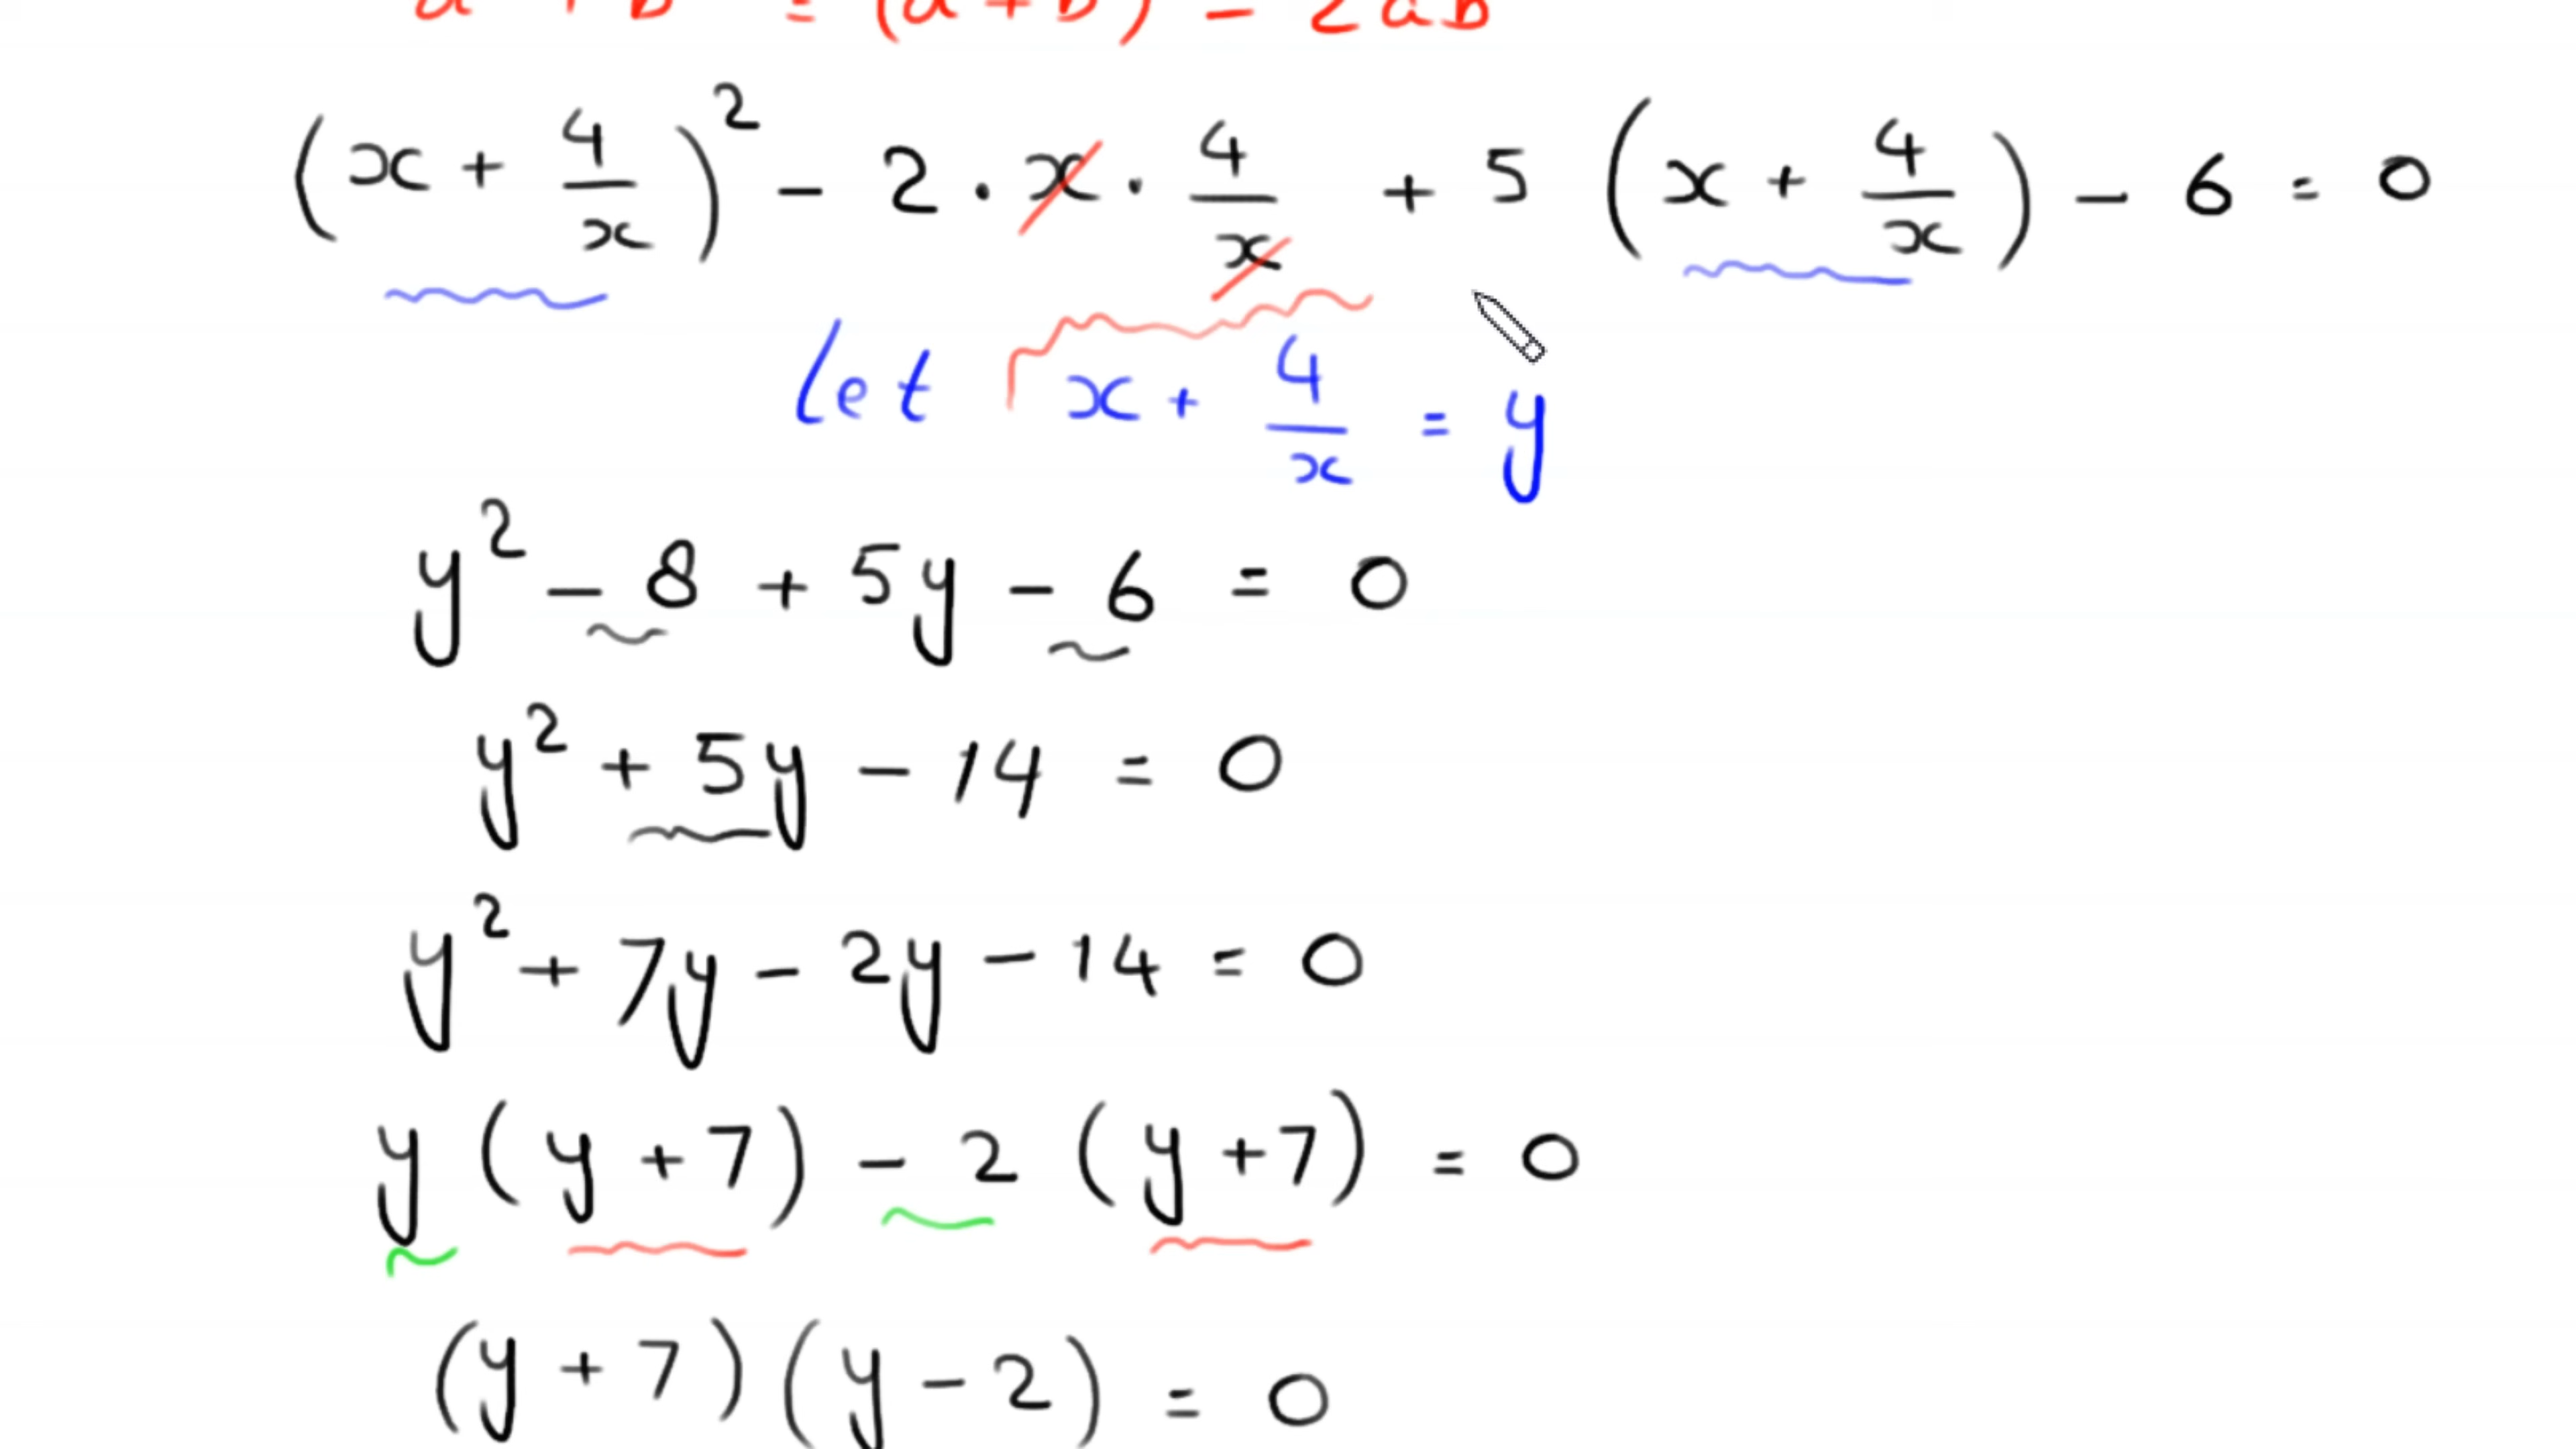 a + b = (a+b) - 2ab
(x + 4/x)² - 2 · x · 4/x + 5 (x + 4/x) - 6 = 0
let x + 4/x = y
y² - 8 + 5y - 6 = 0
y² + 5y - 14 = 0
y² + 7y - 2y - 14 = 0
y (y + 7) - 2 (y + 7) = 0
(y + 7) (y - 2) = 0